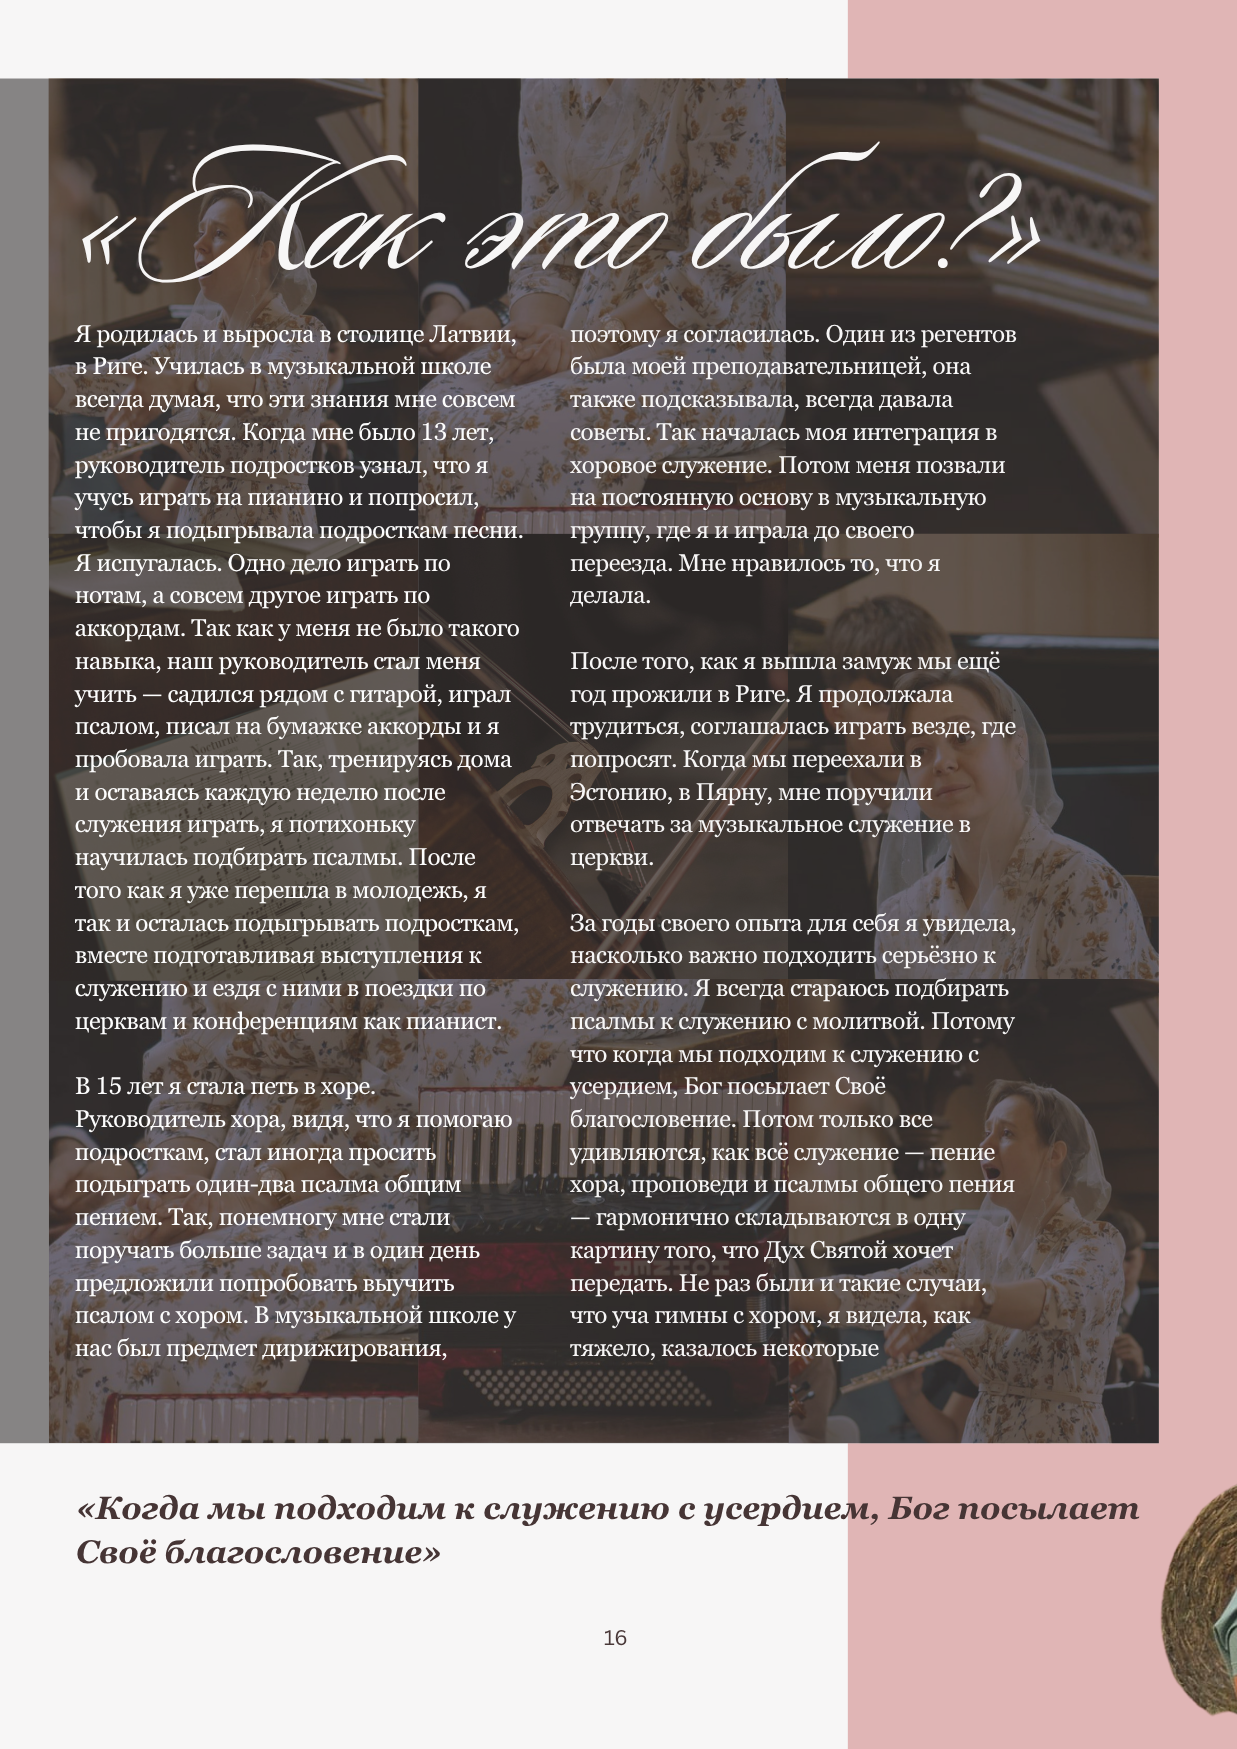 «Как это было?»
Я родилась и выросла в столице Латвии,
в Риге. Училась в музыкальной школе
всегда думая, что эти знания мне совсем
не пригодятся. Когда мне было 13 лет,
руководитель подростков узнал, что я
учусь играть на пианино и попросил,
чтобы я подыгрывала подросткам песни.
Я испугалась. Одно дело играть по
нотам, а совсем другое играть по
аккордам. Так как у меня не было такого
навыка, наш руководитель стал меня
учить — садился рядом с гитарой, играл
псалом, писал на бумажке аккорды и я
пробовала играть. Так, тренируясь дома
и оставаясь каждую неделю после
служения играть, я потихоньку
научилась подбирать псалмы. После
того как я уже перешла в молодежь, я
так и осталась подыгрывать подросткам,
вместе подготавливая выступления к
служению и ездя с ними в поездки по
церквам и конференциям как пианист.
В 15 лет я стала петь в хоре.
Руководитель хора, видя, что я помогаю
подросткам, стал иногда просить
подыграть один-два псалма общим
пением. Так, понемногу мне стали
поручать больше задач и в один день
предложили попробовать выучить
псалом с хором. В музыкальной школе у
нас был предмет дирижирования,
поэтому я согласилась. Один из регентов
была моей преподавательницей, она
также подсказывала, всегда давала
советы. Так началась моя интеграция в
хоровое служение. Потом меня позвали
на постоянную основу в музыкальную
группу, где я и играла до своего
переезда. Мне нравилось то, что я
делала.
После того, как я вышла замуж мы ещё
год прожили в Риге. Я продолжала
трудиться, соглашалась играть везде, где
попросят. Когда мы переехали в
Эстонию, в Пярну, мне поручили
отвечать за музыкальное служение в
церкви.
За годы своего опыта для себя я увидела,
насколько важно подходить серьёзно к
служению. Я всегда стараюсь подбирать
псалмы к служению с молитвой. Потому
что когда мы подходим к служению с
усердием, Бог посылает Своё
благословение. Потом только все
удивляются, как всё служение — пение
хора, проповеди и псалмы общего пения
— гармонично складываются в одну
картину того, что Дух Святой хочет
передать. Не раз были и такие случаи,
что уча гимны с хором, я видела, как
тяжело, казалось некоторые
Nocturne
HOHNER
«Когда мы подходим к служению с усердием, Бог посылает
Своё благословение»
16